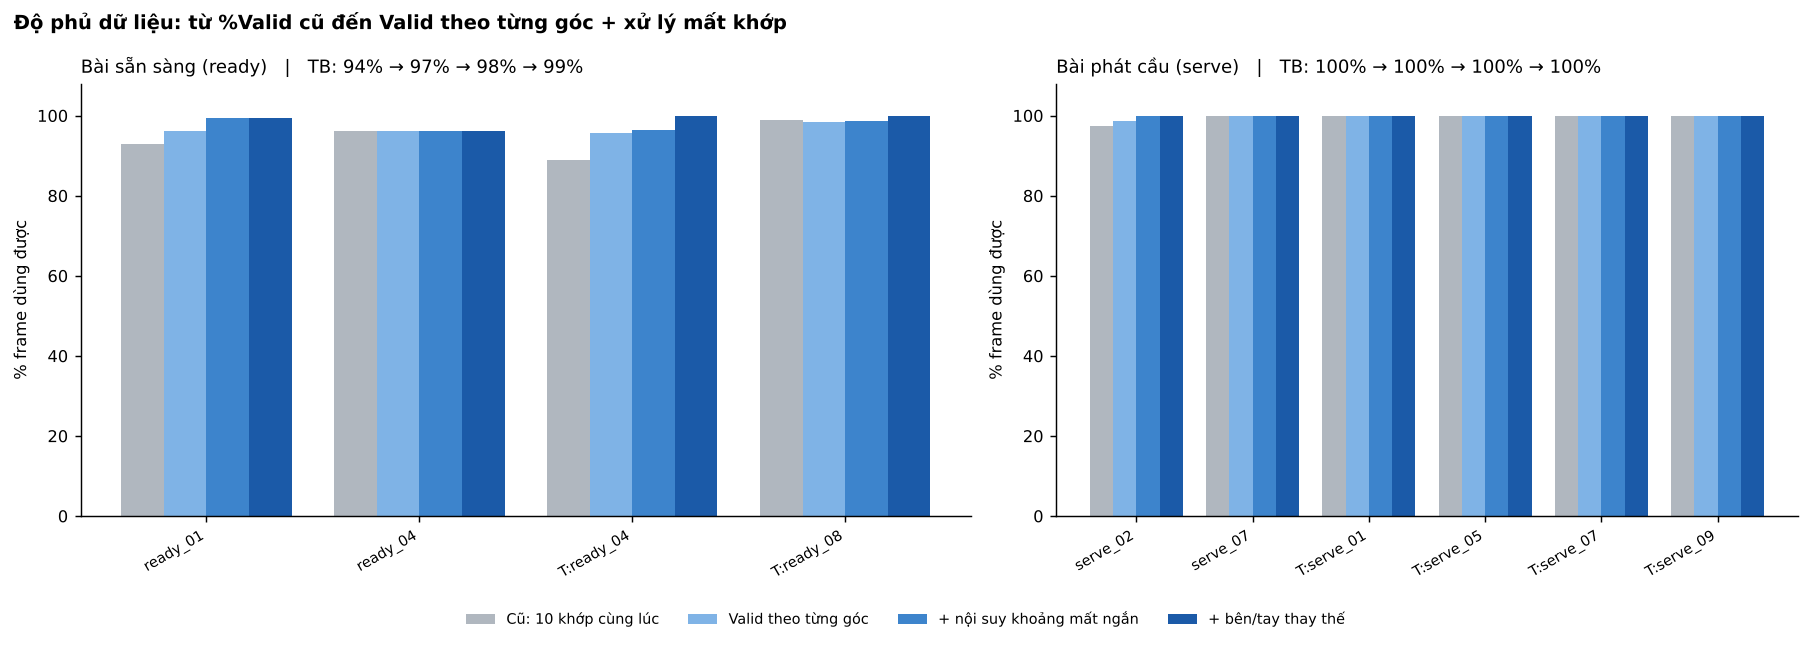 Độ phủ dữ liệu: từ %Valid cũ đến Valid theo từng góc + xử lý mất khớp
Bài sẵn sàng (ready) | TB: 94% → 97% → 98% → 99%
% frame dùng được
100
80
60
40
20
0
ready_01
ready_04
T:ready_04
T:ready_08
Bài phát cầu (serve) | TB: 100% → 100% → 100% → 100%
% frame dùng được
100
80
60
40
20
0
serve_02
serve_07
T:serve_01
T:serve_05
T:serve_07
T:serve_09
Cũ: 10 khớp cùng lúc
Valid theo từng góc
+ nội suy khoảng mất ngắn
+ bên/tay thay thế